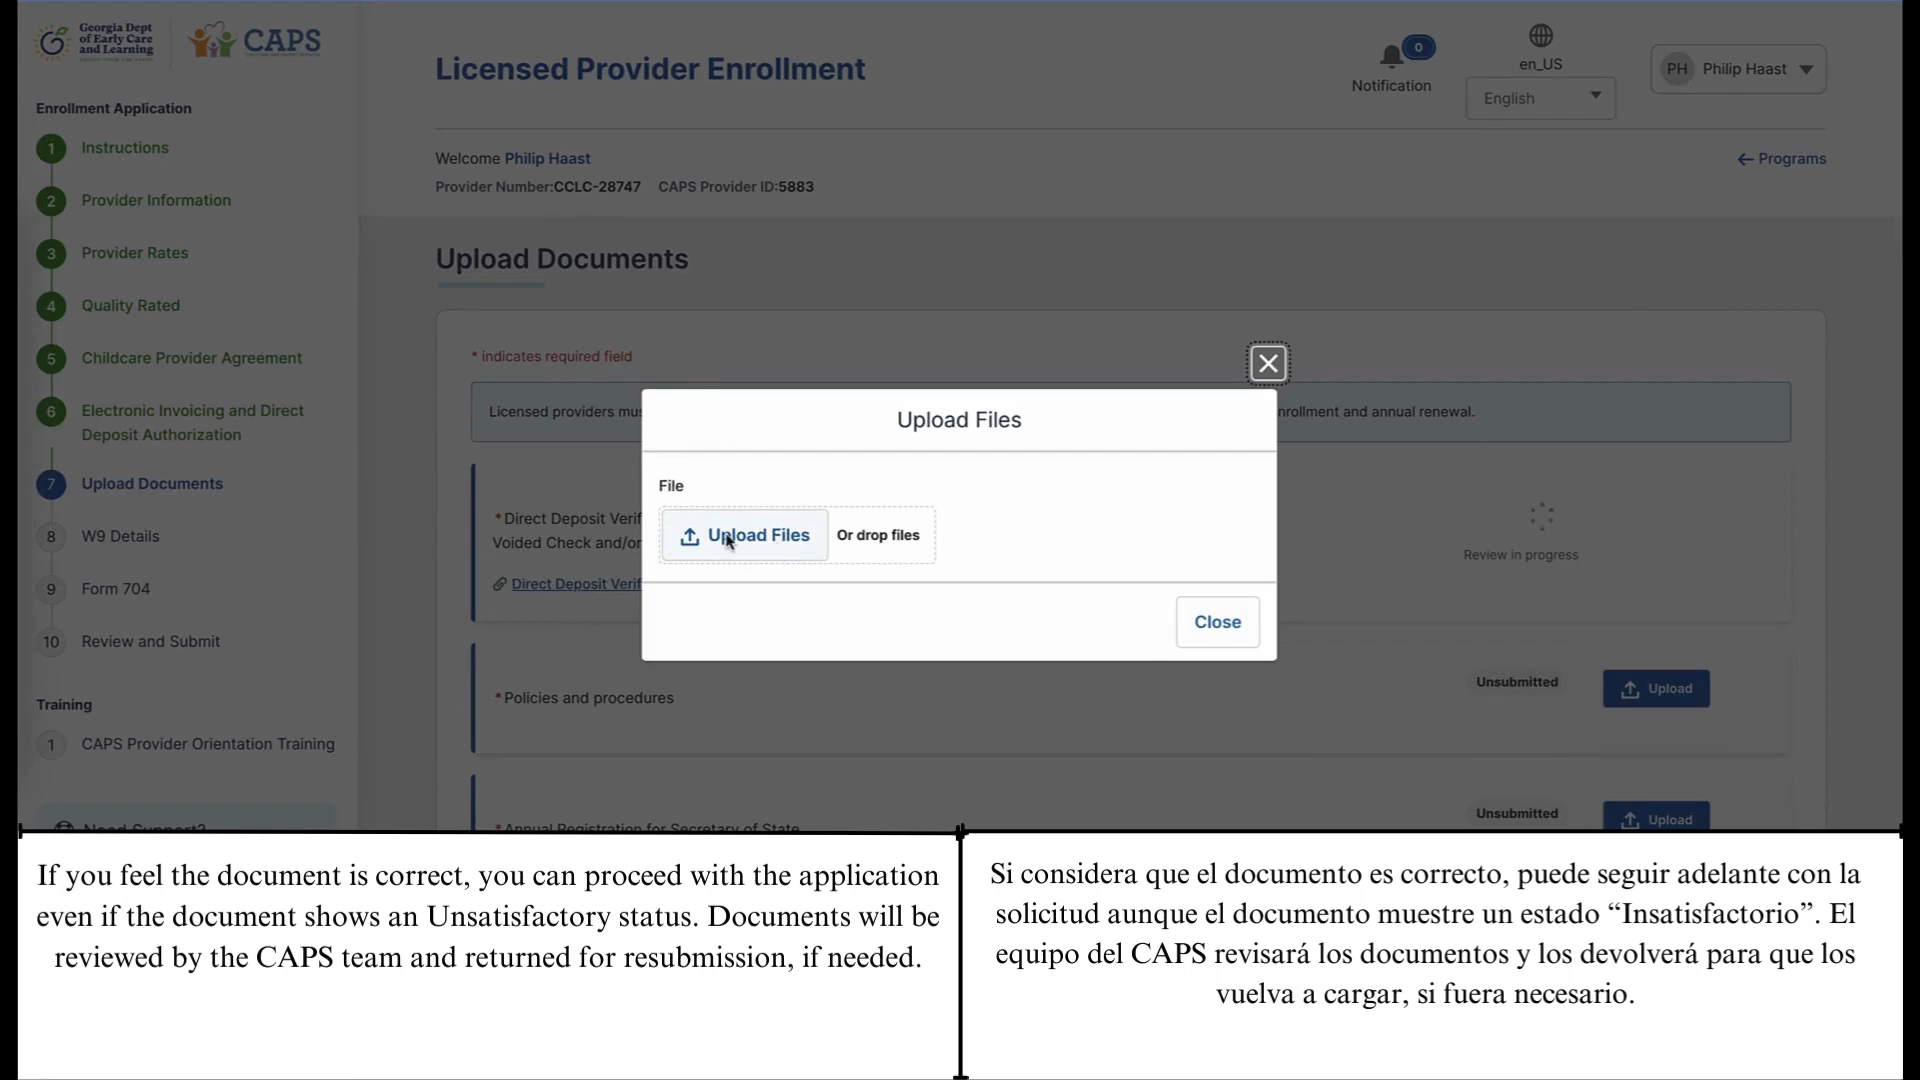 Georgia Dept
of Early Care
and Learning
CAPS
Enrollment Application
1 Instructions
2 Provider Information
3 Provider Rates
4 Quality Rated
5 Childcare Provider Agreement
6 Electronic Invoicing and Direct
Deposit Authorization
7 Upload Documents
8 W9 Details
9 Form 704
10 Review and Submit
Training
1 CAPS Provider Orientation Training
Need Support?
Licensed Provider Enrollment
0
Notification
en_US
English
PH Philip Haast
Welcome Philip Haast
Programs
Provider Number:CCLC-28747 CAPS Provider ID:5883
Upload Documents
* indicates required field
Licensed providers nrollment and annual renewal.
Upload Files
File
Upload Files Or drop files
Close
*Direct Deposit
Voided Check and/or
Direct Deposit
Review in progress
*Policies and procedures
Unsubmitted
Upload
*Annual Registration for Secretary of State
Unsubmitted
Upload
If you feel the document is correct, you can proceed with the application
even if the document shows an Unsatisfactory status. Documents will be
reviewed by the CAPS team and returned for resubmission, if needed.
Si considera que el documento es correcto, puede seguir adelante con la
solicitud aunque el documento muestre un estado “Insatisfactorio”. El
equipo del CAPS revisará los documentos y los devolverá para que los
vuelva a cargar, si fuera necesario.